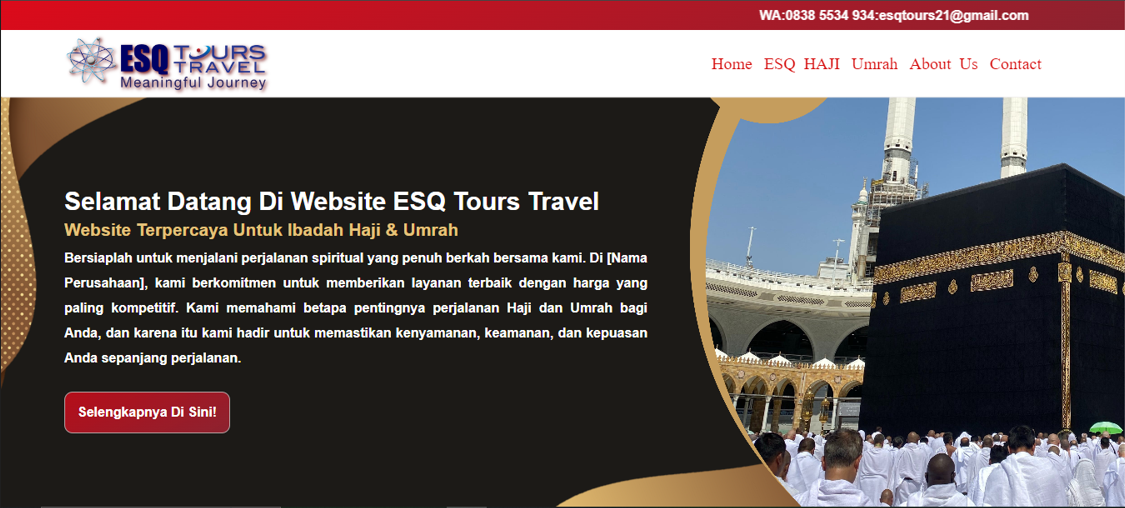 WA:0838 5534 934:esqtours21@gmail.com
ESQ TOURS TRAVEL
Meaningful Journey
Home ESQ HAJI Umrah About Us Contact
Selamat Datang Di Website ESQ Tours Travel
Website Terpercaya Untuk Ibadah Haji & Umrah
Bersiaplah untuk menjalani perjalanan spiritual yang penuh berkah bersama kami. Di [Nama
Perusahaan], kami berkomitmen untuk memberikan layanan terbaik dengan harga yang
paling kompetitif. Kami memahami betapa pentingnya perjalanan Haji dan Umrah bagi
Anda, dan karena itu kami hadir untuk memastikan kenyamanan, keamanan, dan kepuasan
Anda sepanjang perjalanan.
Selengkapnya Di Sini!